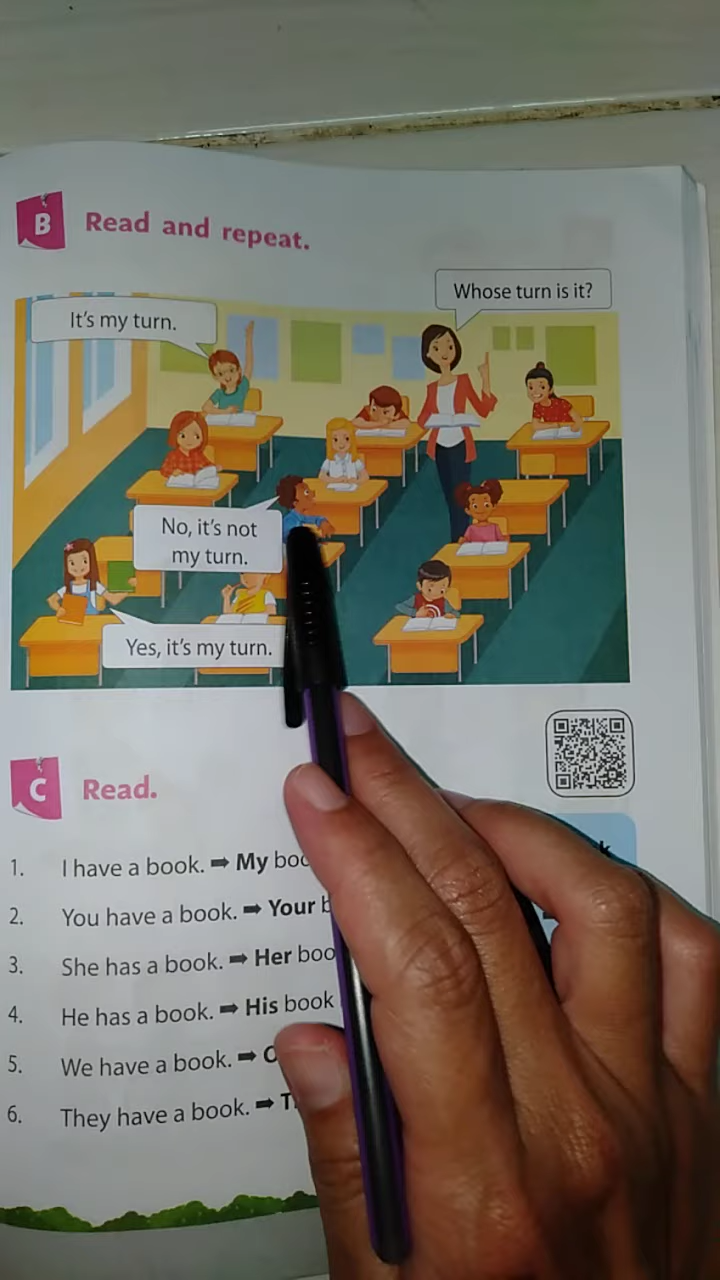 B Read and repeat.
Whose turn is it?
It's my turn.
No, it's not
my turn.
Yes, it's my turn.
C Read.
1. I have a book. ➡ My
2. You have a book. ➡ Your
3. She has a book. ➡ Her
4. He has a book. ➡ His book
5. We have a book. ➡
6. They have a book. ➡